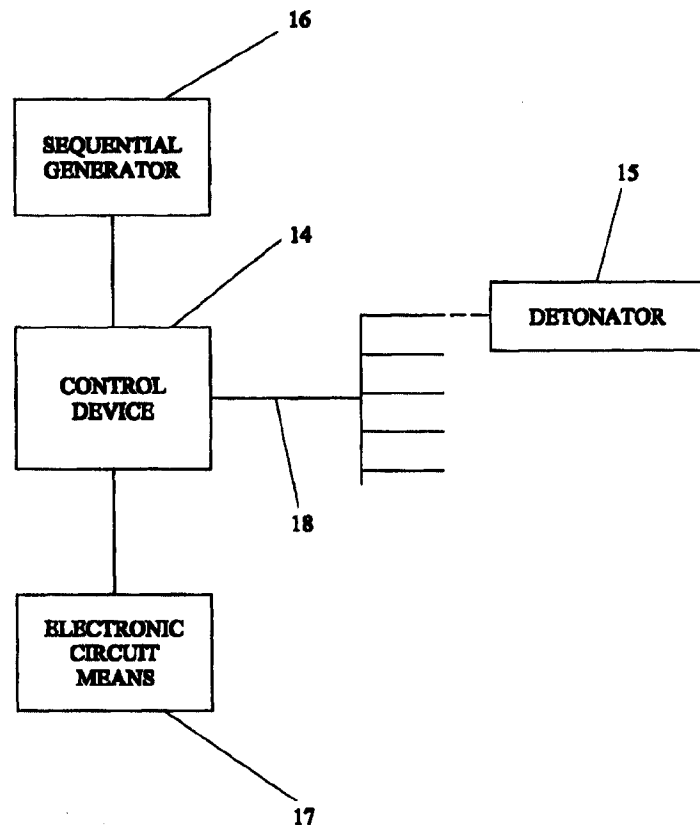 16
SEQUENTIAL
GENERATOR
15
14
DETONATOR
CONTROL
DEVICE
18
ELECTRONIC
CIRCUIT
MEANS
17